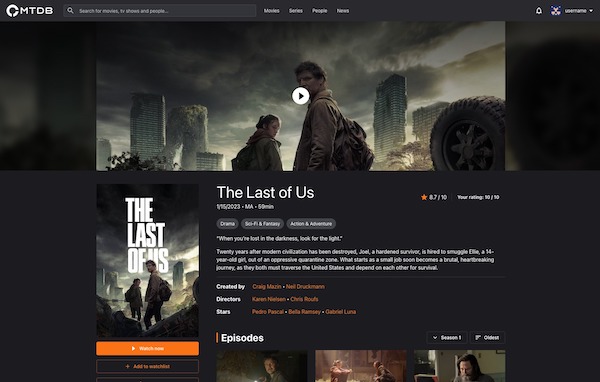 MTDB
Search for movies, tv shows and people...
Movies
Series
People
News
username
The Last of Us
1/15/2023 • MA • 59min
8.7 / 10
Your rating: 10 / 10
Drama
Sci-Fi & Fantasy
Action & Adventure
"When you're lost in the darkness, look for the light."
Twenty years after modern civilization has been destroyed, Joel, a hardened survivor, is hired to smuggle Ellie, a 14-
year-old girl, out of an oppressive quarantine zone. What starts as a small job soon becomes a brutal, heartbreaking
journey, as they both must traverse the United States and depend on each other for survival.
Created by Craig Mazin • Neil Druckmann
Directors Karen Nielsen • Chris Roufs
Stars Pedro Pascal • Bella Ramsey • Gabriel Luna
THE
LAST
OF US
Watch now
Add to watchlist
Episodes
Season 1
Oldest